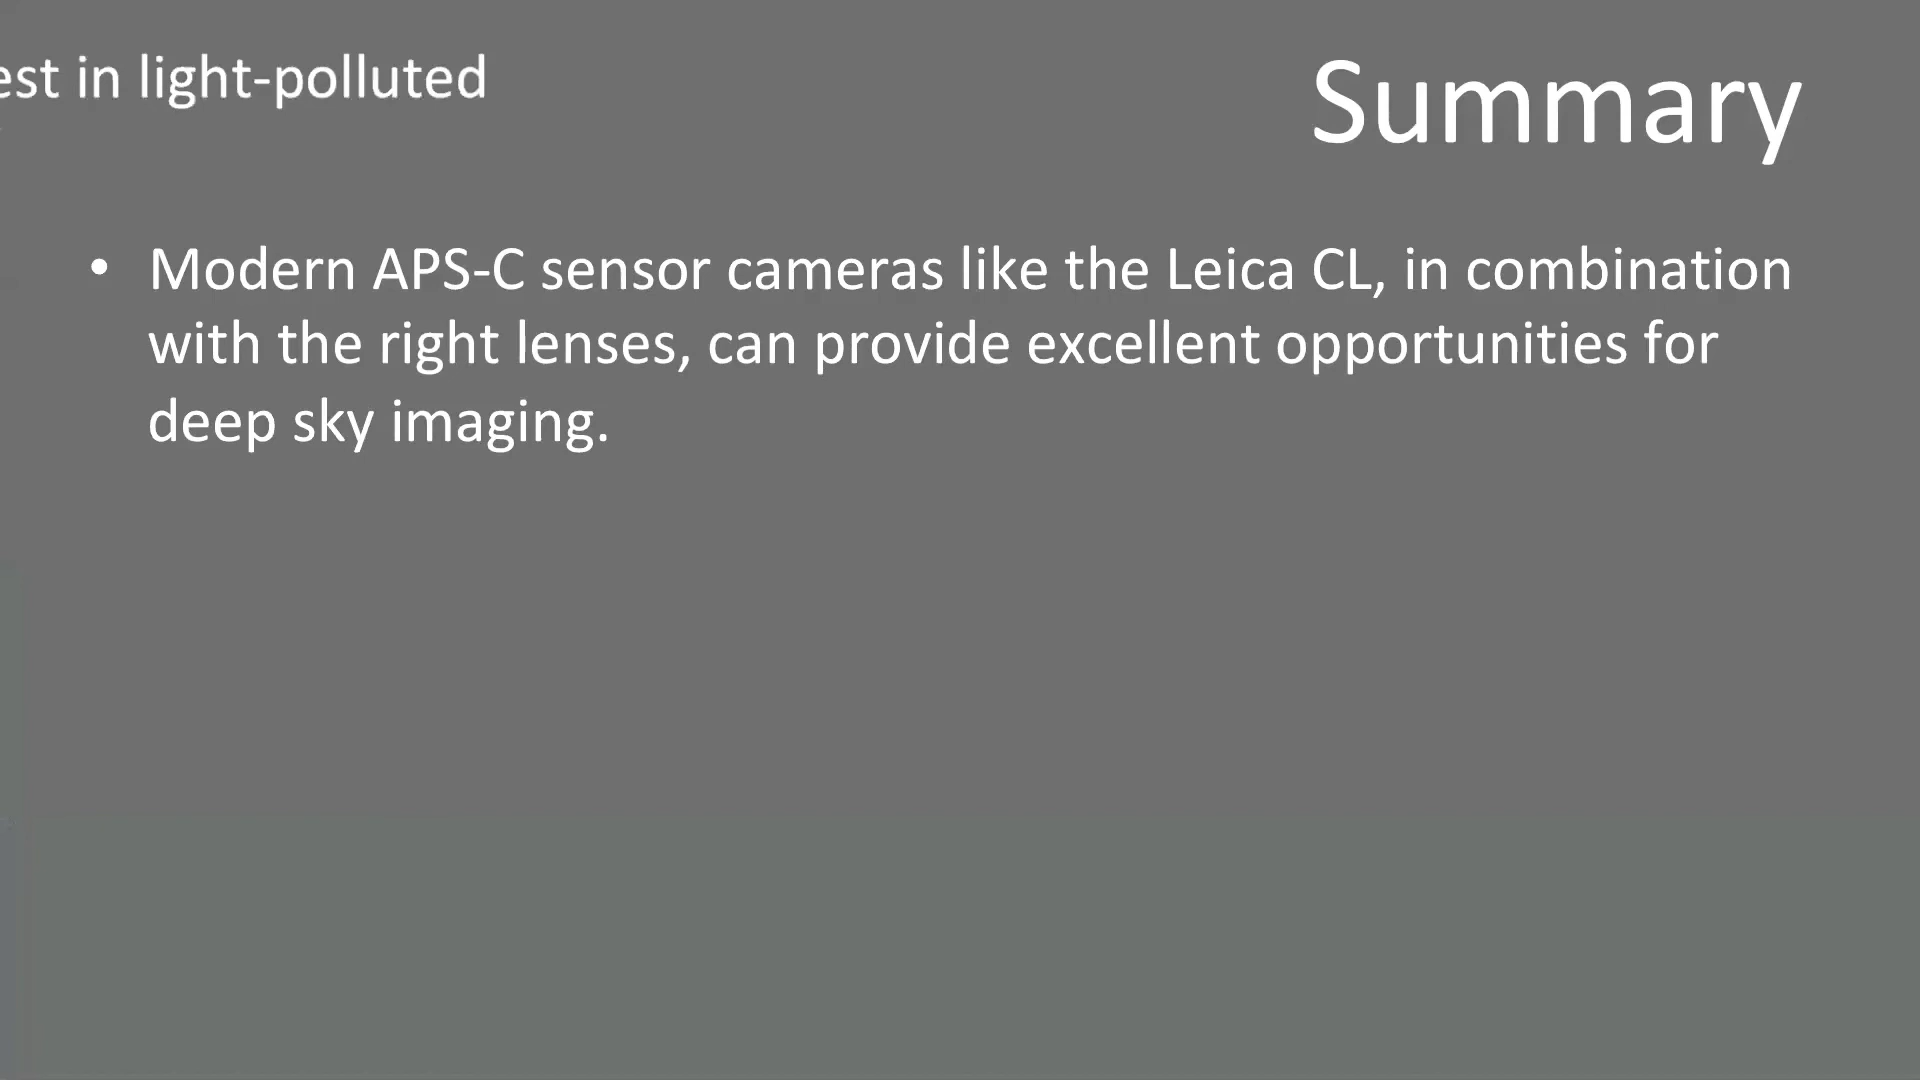 in light-polluted
Summary
• Modern APS-C sensor cameras like the Leica CL, in combination
with the right lenses, can provide excellent opportunities for
deep sky imaging.